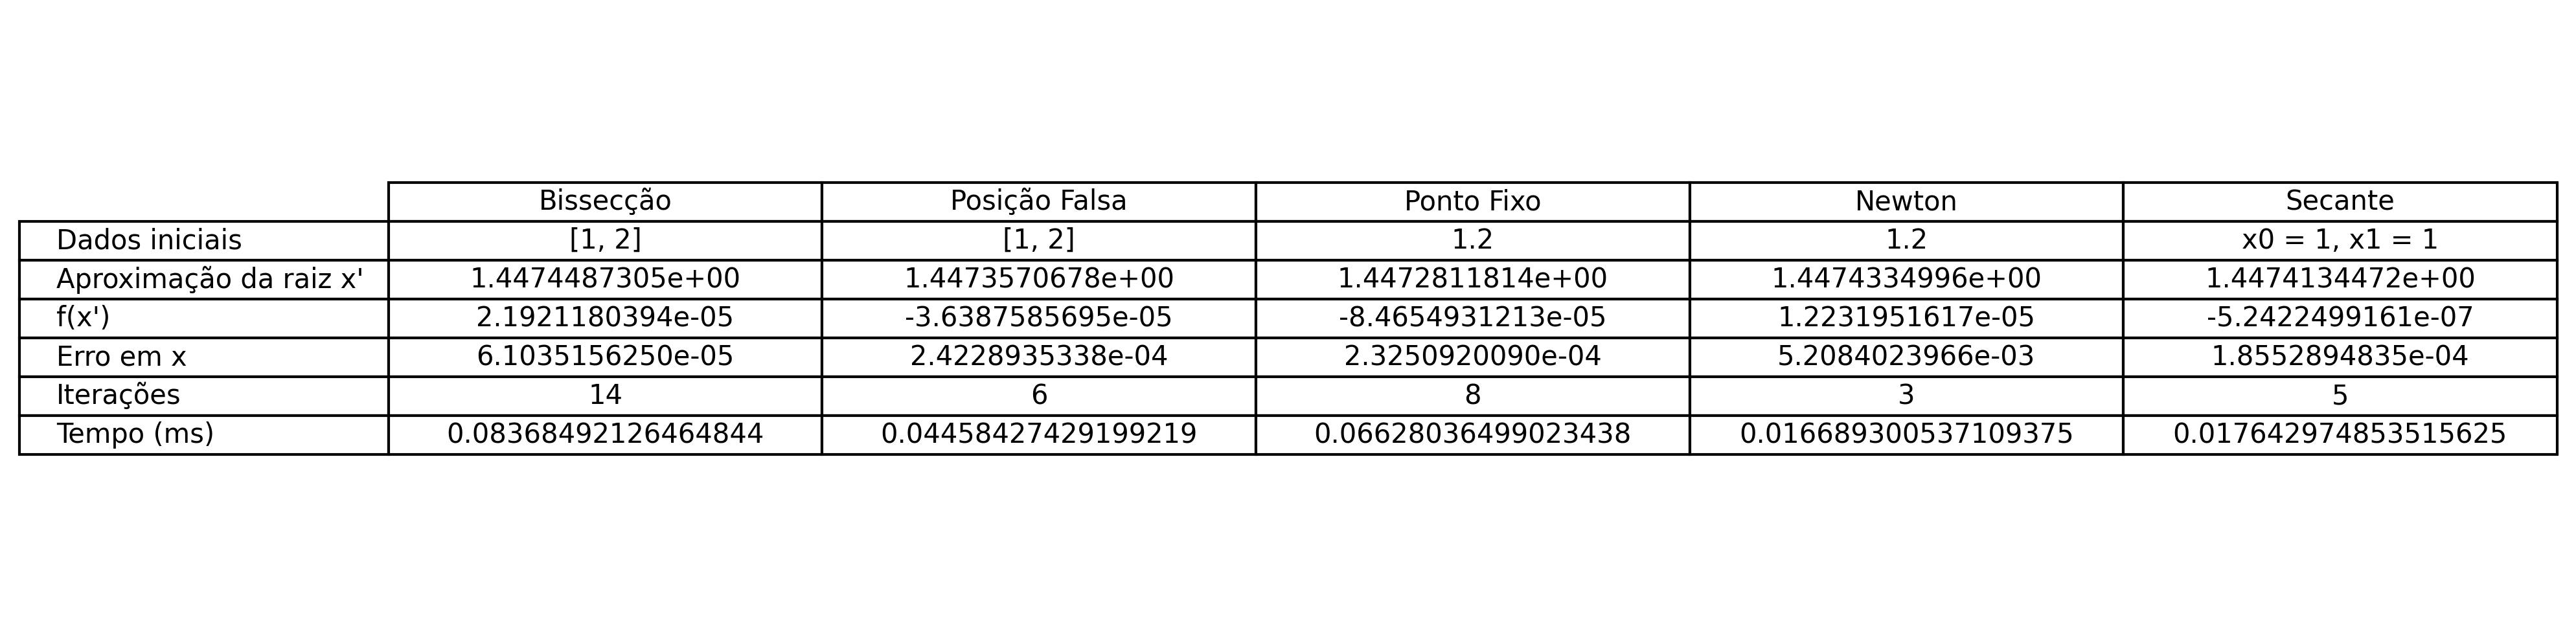 Bissecção Posição Falsa Ponto Fixo Newton Secante
Dados iniciais [1, 2] [1, 2] 1.2 1.2 x0 = 1, x1 = 1
Aproximação da raiz x' 1.4474487305e+00 1.4473570678e+00 1.4472811814e+00 1.4474334996e+00 1.4474134472e+00
f(x') 2.1921180394e-05 -3.6387585695e-05 -8.4654931213e-05 1.2231951617e-05 -5.2422499161e-07
Erro em x 6.1035156250e-05 2.4228935338e-04 2.3250920090e-04 5.2084023966e-03 1.8552894835e-04
Iterações 14 6 8 3 5
Tempo (ms) 0.08368492126464844 0.04458427429199219 0.06628036499023438 0.016689300537109375 0.017642974853515625